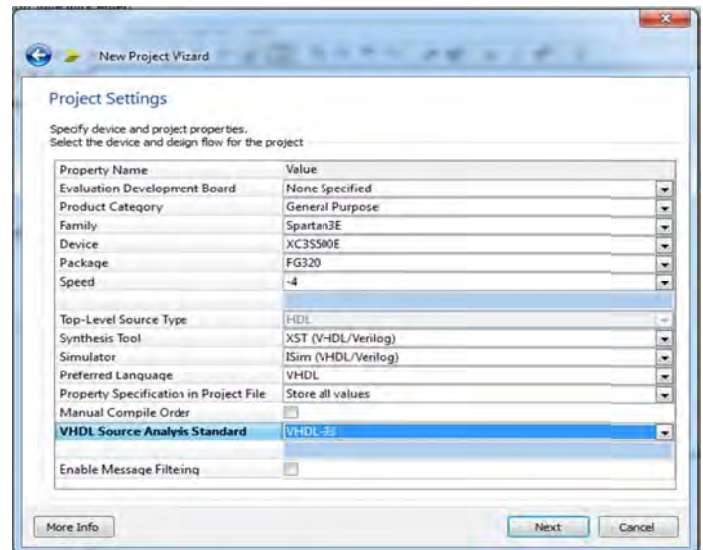 New Project Wizard
Project Settings
Specify device and project properties.
Select the device and design flow for the project
Property Name Value
Evaluation Development Board None Specified
Product Category General Purpose
Family Spartan3E
Device XC3S500E
Package FG320
Speed -4
Top-Level Source Type HDL
Synthesis Tool XST (VHDL/Verilog)
Simulator ISim (VHDL/Verilog)
Preferred Language VHDL
Property Specification in Project File Store all values
Manual Compile Order
VHDL Source Analysis Standard VHDL-93
Enable Message Filtering
More Info Next Cancel